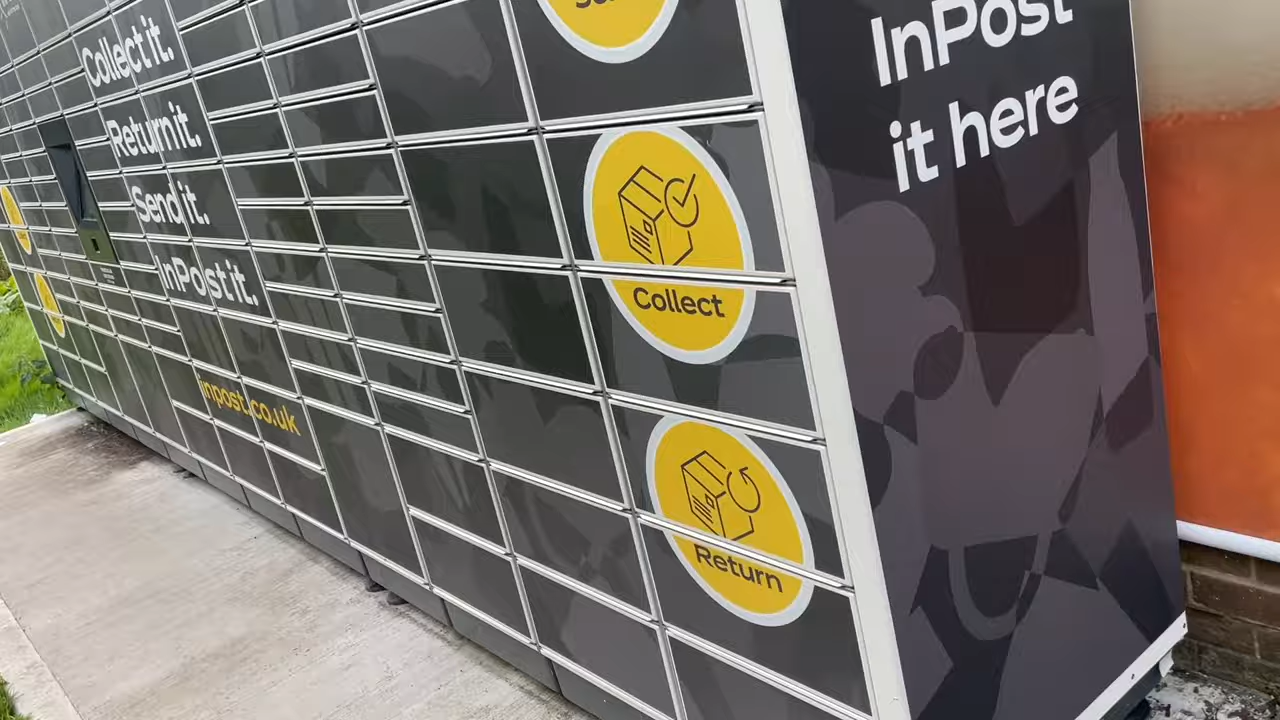 Collect it.
Return it.
Send it.
InPost it.
inpost.co.uk
Collect
Return
InPost
it here